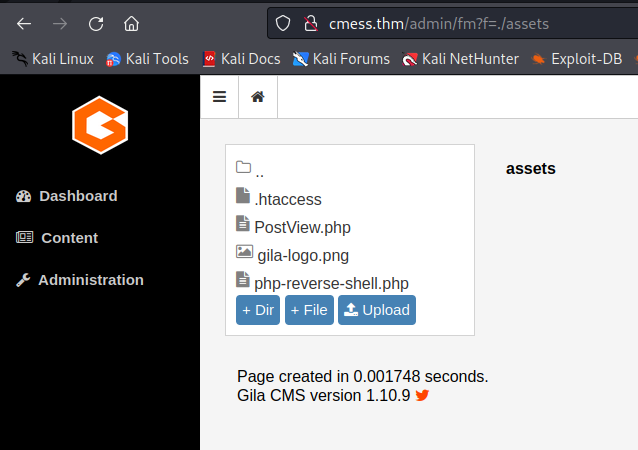 cmess.thm/admin/fm?f=./assets
Kali Linux Kali Tools Kali Docs Kali Forums Kali NetHunter Exploit-DB
Dashboard
Content
Administration
..
.htaccess
PostView.php
gila-logo.png
php-reverse-shell.php
+ Dir + File Upload
assets
Page created in 0.001748 seconds.
Gila CMS version 1.10.9